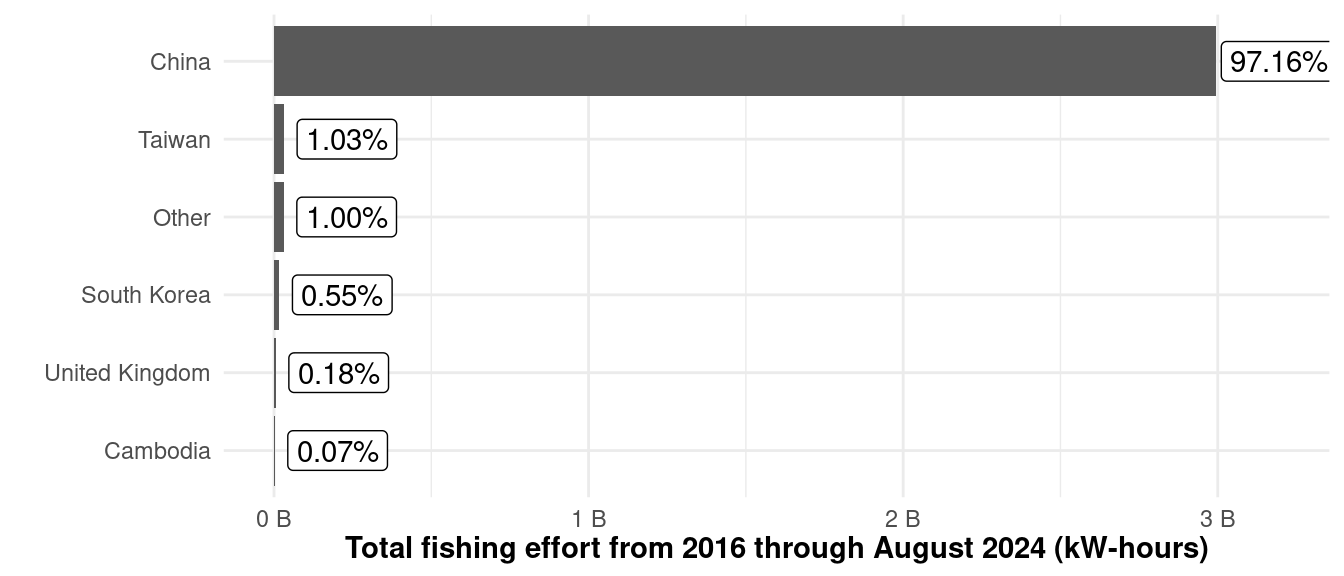 China
97.16%
Taiwan
1.03%
Other
1.00%
South Korea
0.55%
United Kingdom
0.18%
Cambodia
0.07%
0 B 1 B 2 B 3 B
Total fishing effort from 2016 through August 2024 (kW-hours)